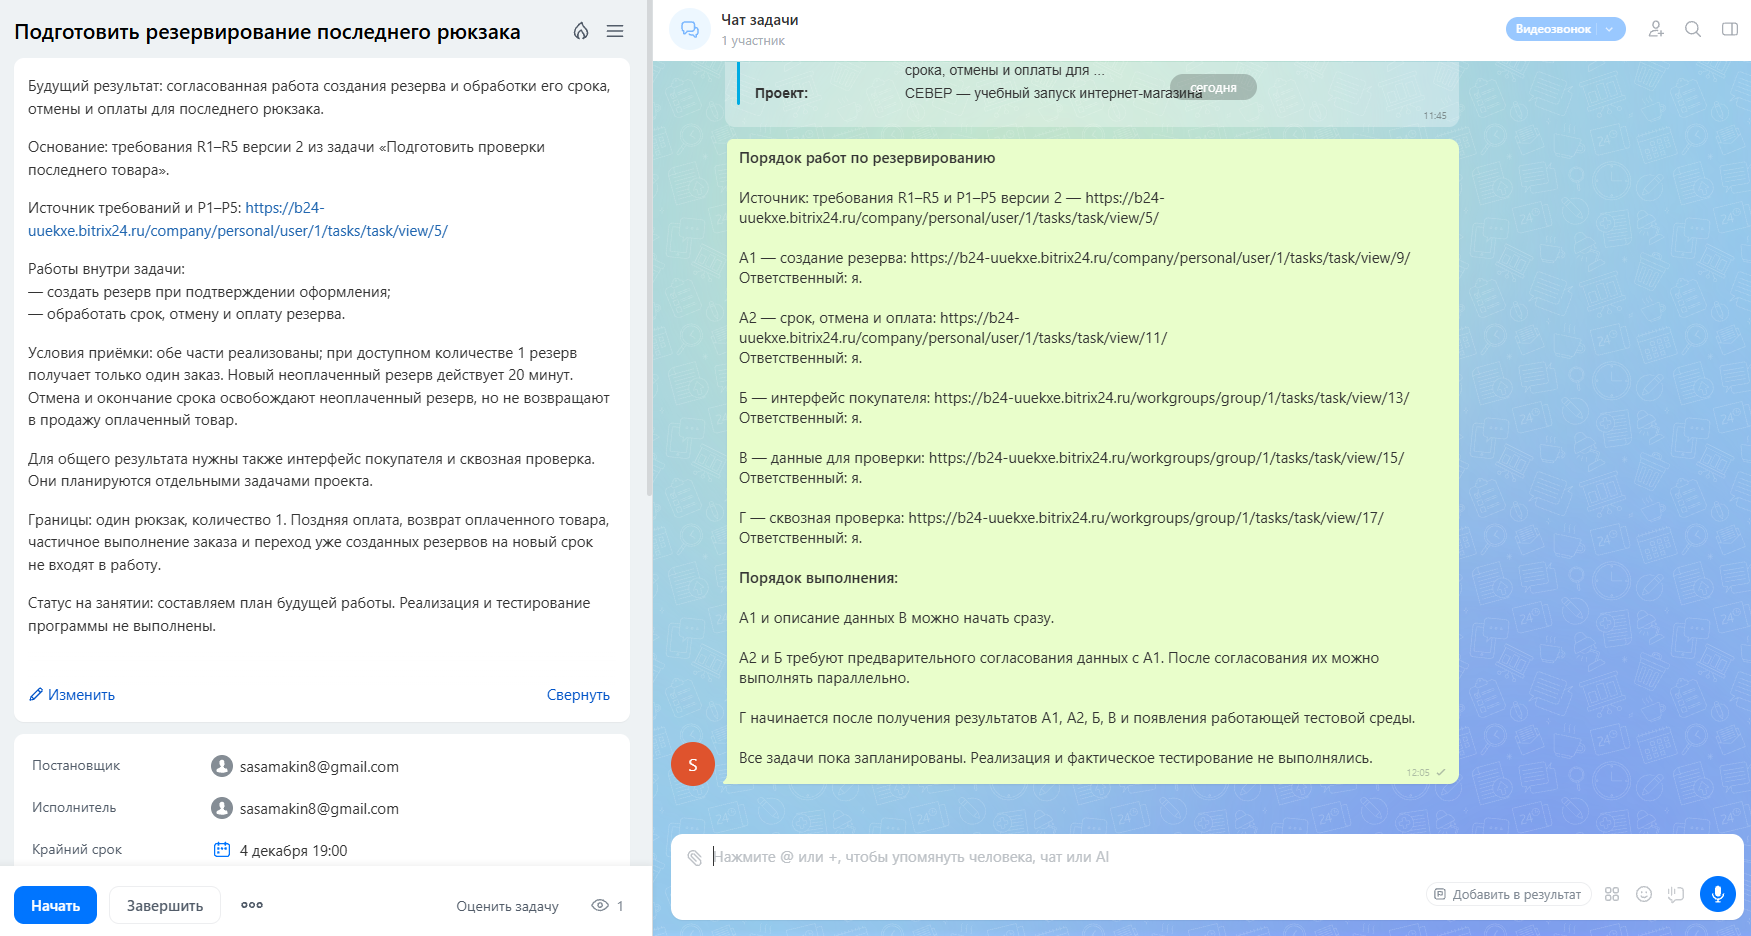 Подготовить резервирование последнего рюкзака
Будущий результат: согласованная работа создания резерва и обработки его срока,
отмены и оплаты для последнего рюкзака.
Основание: требования R1–R5 версии 2 из задачи «Подготовить проверки
последнего товара».
Источник требований и P1–P5: https://b24-
uuekxe.bitrix24.ru/company/personal/user/1/tasks/task/view/5/
Работы внутри задачи:
— создать резерв при подтверждении оформления;
— обработать срок, отмену и оплату резерва.
Условия приёмки: обе части реализованы; при доступном количестве 1 резерв
получает только один заказ. Новый неоплаченный резерв действует 20 минут.
Отмена и окончание срока освобождают неоплаченный резерв, но не возвращают
в продажу оплаченный товар.
Для общего результата нужны также интерфейс покупателя и сквозная проверка.
Они планируются отдельными задачами проекта.
Границы: один рюкзак, количество 1. Поздняя оплата, возврат оплаченного товара,
частичное выполнение заказа и переход уже созданных резервов на новый срок
не входят в работу.
Статус на занятии: составляем план будущей работы. Реализация и тестирование
программы не выполнены.
Изменить
Свернуть
Постановщик
sasamakin8@gmail.com
Исполнитель
sasamakin8@gmail.com
Крайний срок
4 декабря 19:00
Начать
Завершить
Оценить задачу
1
Чат задачи
1 участник
Видеозвонок
срока, отмены и оплаты для ...
Проект:
СЕВЕР — учебный запуск интернет-магазина
сегодня
11:45
Порядок работ по резервированию
Источник: требования R1–R5 и P1–P5 версии 2 — https://b24-
uuekxe.bitrix24.ru/company/personal/user/1/tasks/task/view/5/
А1 — создание резерва: https://b24-uuekxe.bitrix24.ru/company/personal/user/1/tasks/task/view/9/
Ответственный: я.
А2 — срок, отмена и оплата: https://b24-
uuekxe.bitrix24.ru/company/personal/user/1/tasks/task/view/11/
Ответственный: я.
Б — интерфейс покупателя: https://b24-uuekxe.bitrix24.ru/workgroups/group/1/tasks/task/view/13/
Ответственный: я.
В — данные для проверки: https://b24-uuekxe.bitrix24.ru/workgroups/group/1/tasks/task/view/15/
Ответственный: я.
Г — сквозная проверка: https://b24-uuekxe.bitrix24.ru/workgroups/group/1/tasks/task/view/17/
Ответственный: я.
Порядок выполнения:
А1 и описание данных В можно начать сразу.
А2 и Б требуют предварительного согласования данных с А1. После согласования их можно
выполнять параллельно.
Г начинается после получения результатов А1, А2, Б, В и появления работающей тестовой среды.
Все задачи пока запланированы. Реализация и фактическое тестирование не выполнялись.
12:05
S
Нажмите @ или +, чтобы упомянуть человека, чат или AI
Добавить в результат